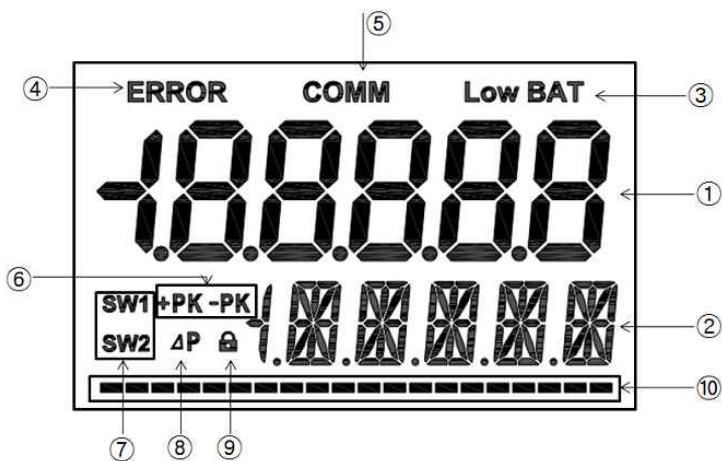 ⑤
④ ERROR COMM Low BAT ③
-1.8.8.8.8.8 ①
⑥
SW1 +PK -PK
SW2 ⊿P -1.8.8.8.8.8 ②
⑩
⑦ ⑧ ⑨